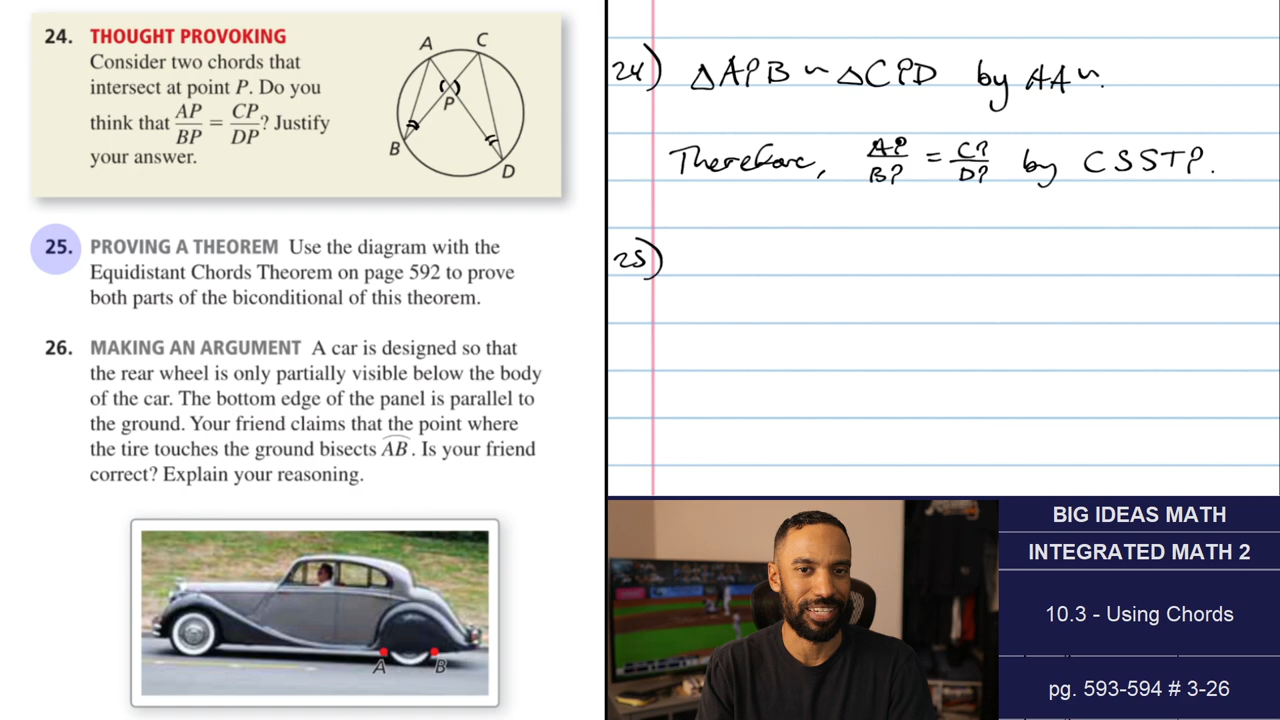 24. THOUGHT PROVOKING
Consider two chords that
intersect at point P. Do you
think that AP/BP = CP/DP? Justify
your answer.
A
C
P
B
D
25. PROVING A THEOREM Use the diagram with the
Equidistant Chords Theorem on page 592 to prove
both parts of the biconditional of this theorem.
26. MAKING AN ARGUMENT A car is designed so that
the rear wheel is only partially visible below the body
of the car. The bottom edge of the panel is parallel to
the ground. Your friend claims that the point where
the tire touches the ground bisects AB. Is your friend
correct? Explain your reasoning.
A
B
24) △APB ~ △CPD by AA~.
Therefore, AP/BP = CP/DP by CSSTP.
25)
BIG IDEAS MATH
INTEGRATED MATH 2
10.3 - Using Chords
pg. 593-594 # 3-26